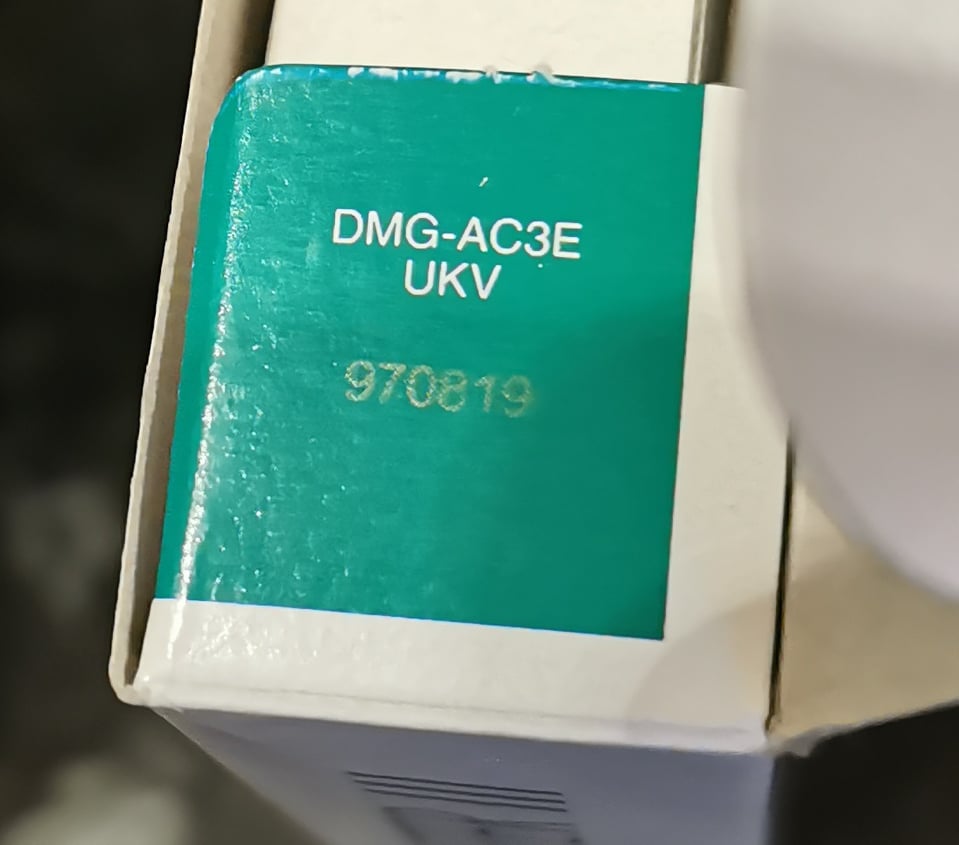 DMG-AC3E
UKV
970819